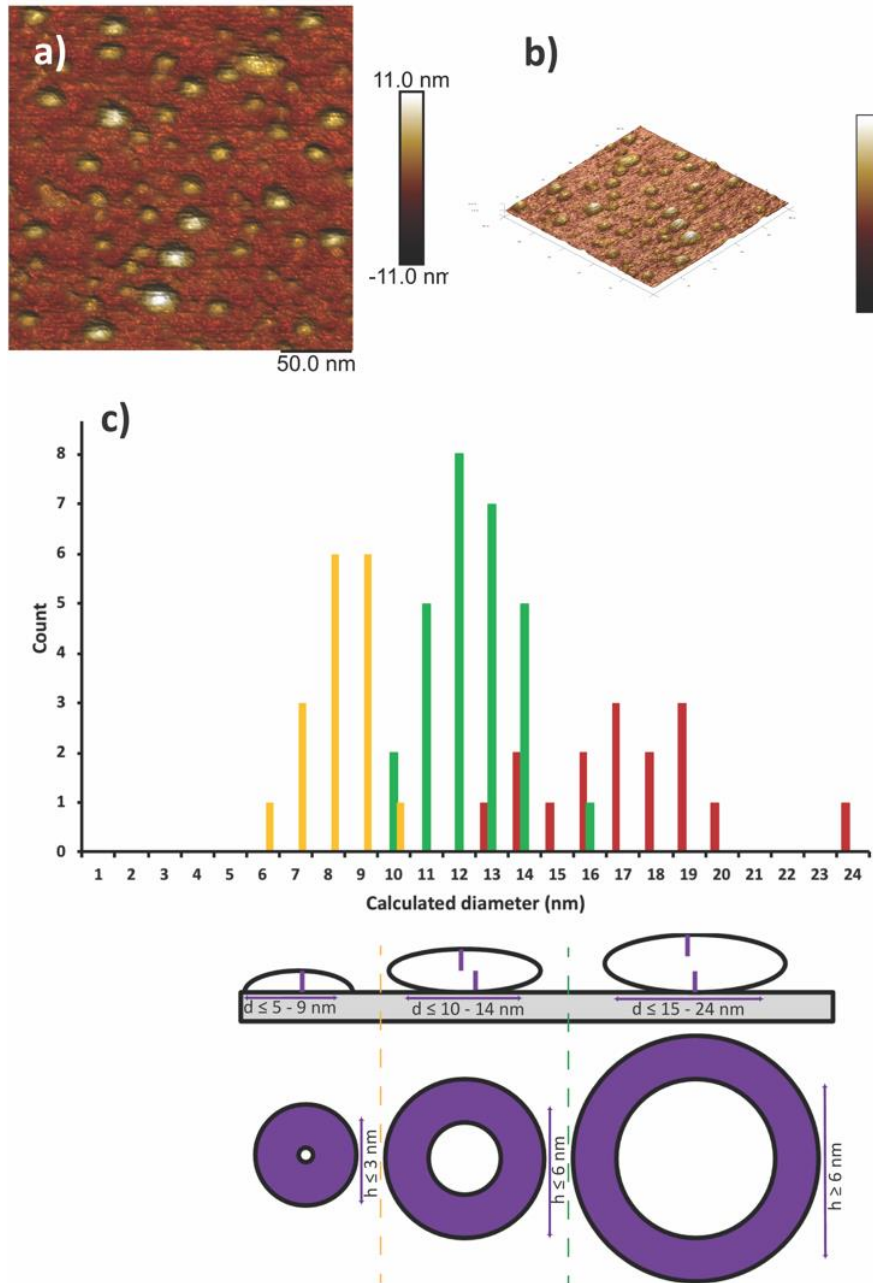 a)
11.0 nm
-11.0 nm
50.0 nm
b)
c)
Count
8
7
6
5
4
3
2
1
0
1 2 3 4 5 6 7 8 9 10 11 12 13 14 15 16 17 18 19 20 21 22 23 24
Calculated diameter (nm)
d ≤ 5 - 9 nm
d ≤ 10 - 14 nm
d ≤ 15 - 24 nm
h ≤ 3 nm
h ≤ 6 nm
h ≥ 6 nm